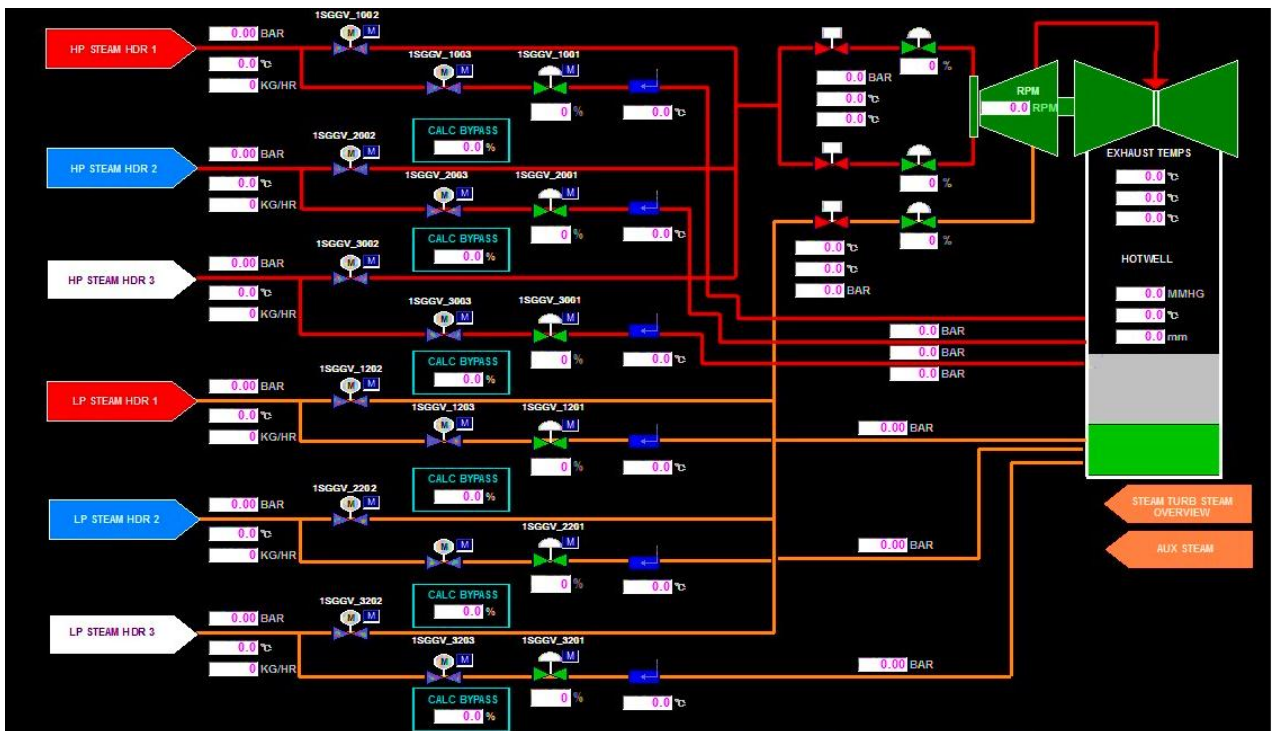 1SGGV_1002
HP STEAM HDR 1
0.00 BAR
M M
0.0 °C
0 KG/HR
1SGGV_1003
M M
1SGGV_1001
M
0 %
0.0 °C
CALC BYPASS
0.0 %
1SGGV_2002
HP STEAM HDR 2
0.00 BAR
M M
0.0 °C
0 KG/HR
1SGGV_2003
M M
1SGGV_2001
M
0 %
0.0 °C
CALC BYPASS
0.0 %
1SGGV_3002
HP STEAM HDR 3
0.00 BAR
M M
0.0 °C
0 KG/HR
1SGGV_3003
M M
1SGGV_3001
M
0 %
0.0 °C
CALC BYPASS
0.0 %
1SGGV_1202
LP STEAM HDR 1
0.00 BAR
M M
0.0 °C
0 KG/HR
1SGGV_1203
M M
1SGGV_1201
M
0 %
0.0 °C
CALC BYPASS
0.0 %
1SGGV_2202
LP STEAM HDR 2
0.00 BAR
M M
0.0 °C
0 KG/HR
M M
1SGGV_2201
M
0 %
0.0 °C
CALC BYPASS
0.0 %
1SGGV_3202
LP STEAM HDR 3
0.00 BAR
M M
0.0 °C
0 KG/HR
1SGGV_3203
M M
1SGGV_3201
M
0 %
0.0 °C
CALC BYPASS
0.0 %
0 %
0.0 BAR
0.0 °C
0.0 °C
0 %
0 %
0.0 °C
0.0 °C
0.0 BAR
0.0 BAR
0.0 BAR
0.0 BAR
0.00 BAR
0.00 BAR
0.00 BAR
RPM
0.0 RPM
EXHAUST TEMPS
0.0 °C
0.0 °C
0.0 °C
HOTWELL
0.0 MMHG
0.0 °C
0.0 mm
STEAM TURB STEAM
OVERVIEW
AUX STEAM